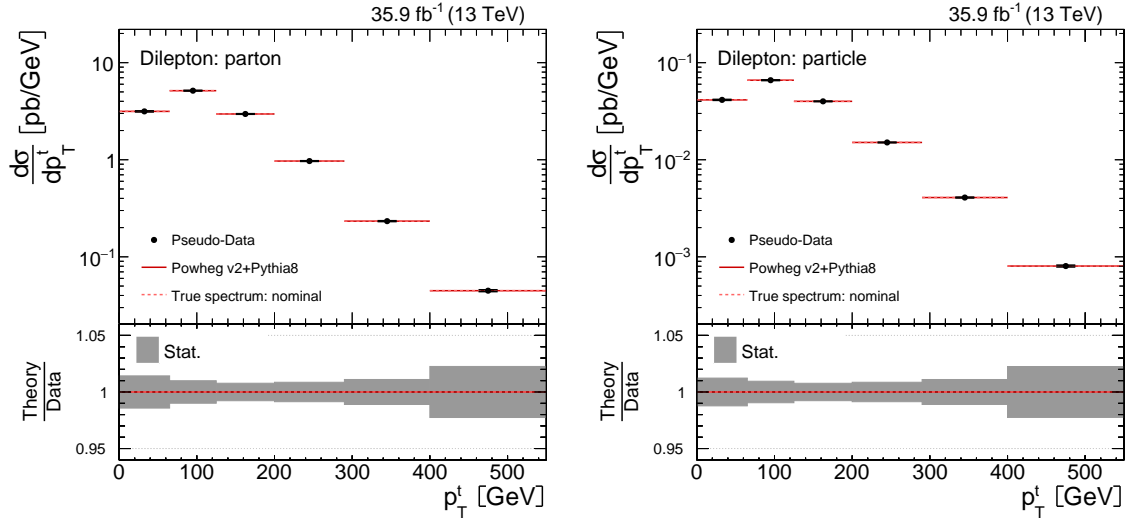 35.9 fb⁻¹ (13 TeV)
Dilepton: parton
dσ/dp_T^t [pb/GeV]
10
1
10⁻¹
Pseudo-Data
Powheg v2+Pythia8
True spectrum: nominal
Theory/Data
1.05
1
0.95
Stat.
0 100 200 300 400 500
p_T^t [GeV]
35.9 fb⁻¹ (13 TeV)
Dilepton: particle
dσ/dp_T^t [pb/GeV]
10⁻¹
10⁻²
10⁻³
Pseudo-Data
Powheg v2+Pythia8
True spectrum: nominal
Theory/Data
1.05
1
0.95
Stat.
0 100 200 300 400 500
p_T^t [GeV]